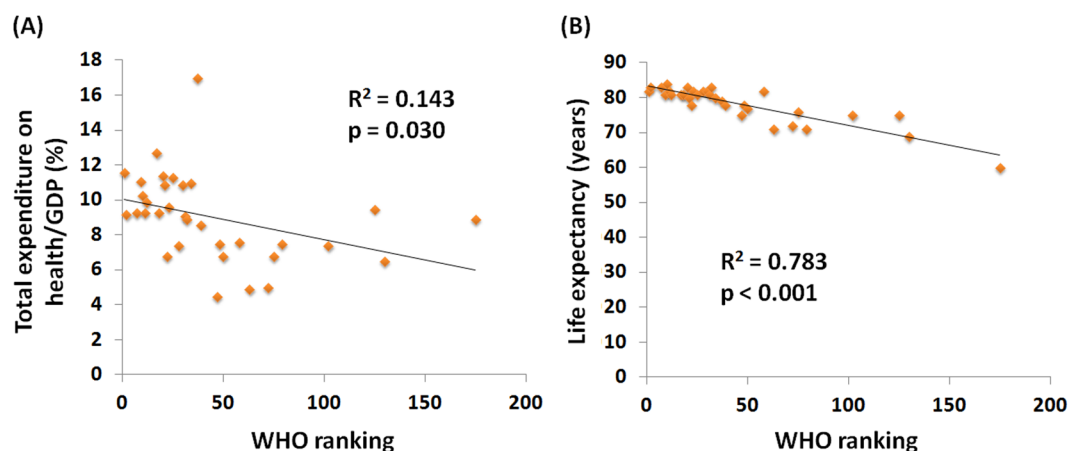 (A)
Total expenditure on
health/GDP (%)
18
16
14
12
10
8
6
4
2
0
R² = 0.143
p = 0.030
0 50 100 150 200
WHO ranking
(B)
Life expectancy (years)
90
80
70
60
50
40
30
20
10
0
R² = 0.783
p < 0.001
0 50 100 150 200
WHO ranking